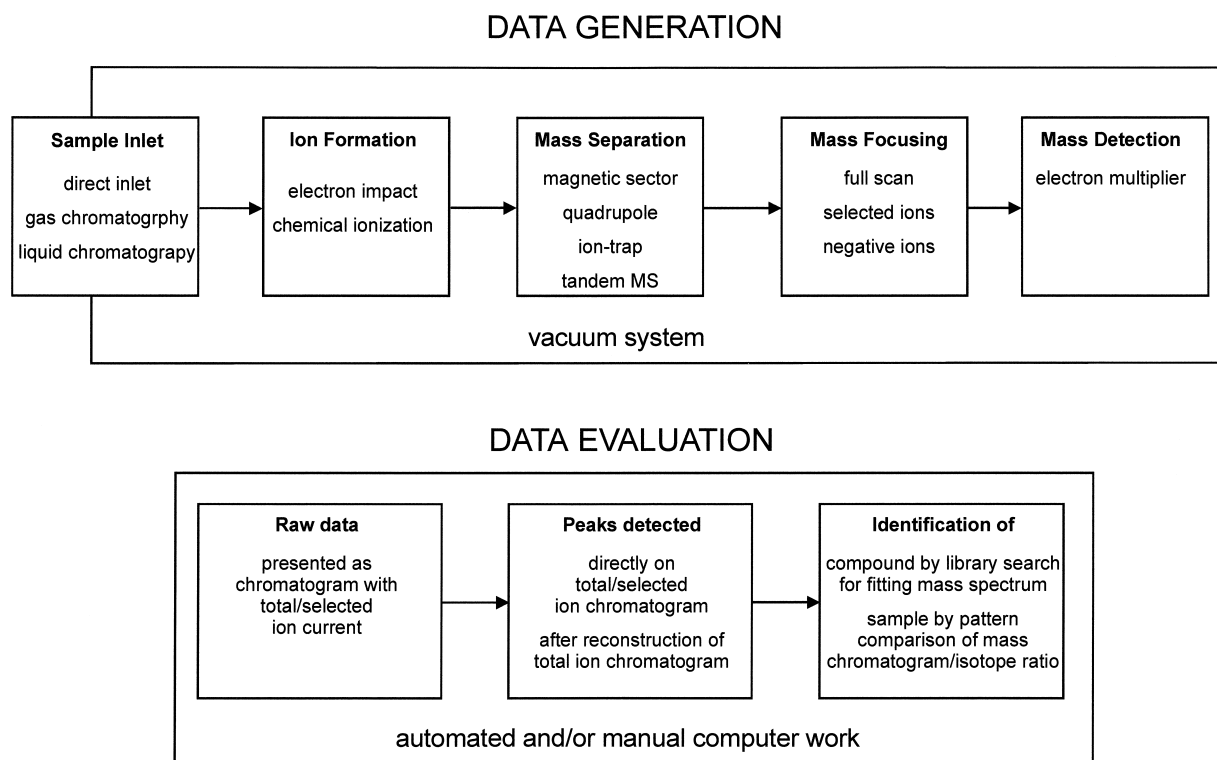 DATA GENERATION
Sample Inlet
direct inlet
gas chromatogrphy
liquid chromatograpy
Ion Formation
electron impact
chemical ionization
Mass Separation
magnetic sector
quadrupole
ion-trap
tandem MS
Mass Focusing
full scan
selected ions
negative ions
Mass Detection
electron multiplier
vacuum system
DATA EVALUATION
Raw data
presented as
chromatogram with
total/selected
ion current
Peaks detected
directly on
total/selected
ion chromatogram
after reconstruction of
total ion chromatogram
Identification of
compound by library search
for fitting mass spectrum
sample by pattern
comparison of mass
chromatogram/isotope ratio
automated and/or manual computer work